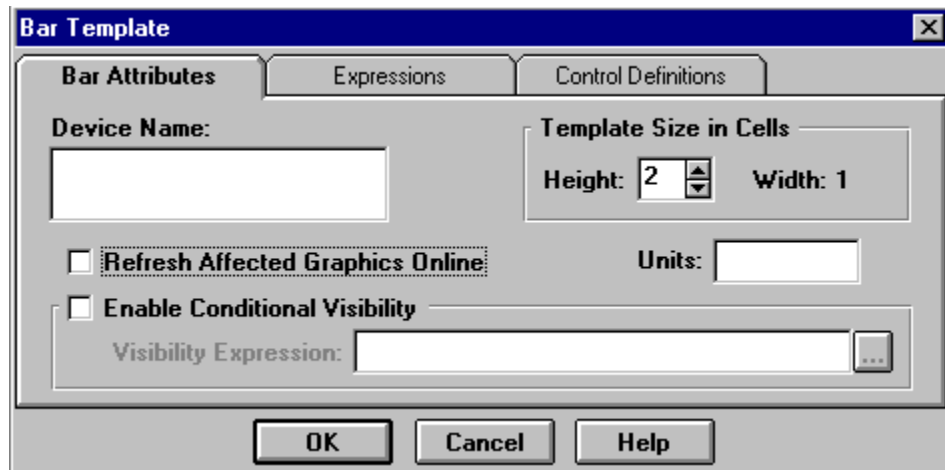 Bar Template
Bar Attributes Expressions Control Definitions
Device Name: Template Size in Cells
Height: 2 Width: 1
Refresh Affected Graphics Online Units:
Enable Conditional Visibility
Visibility Expression: ...
OK Cancel Help